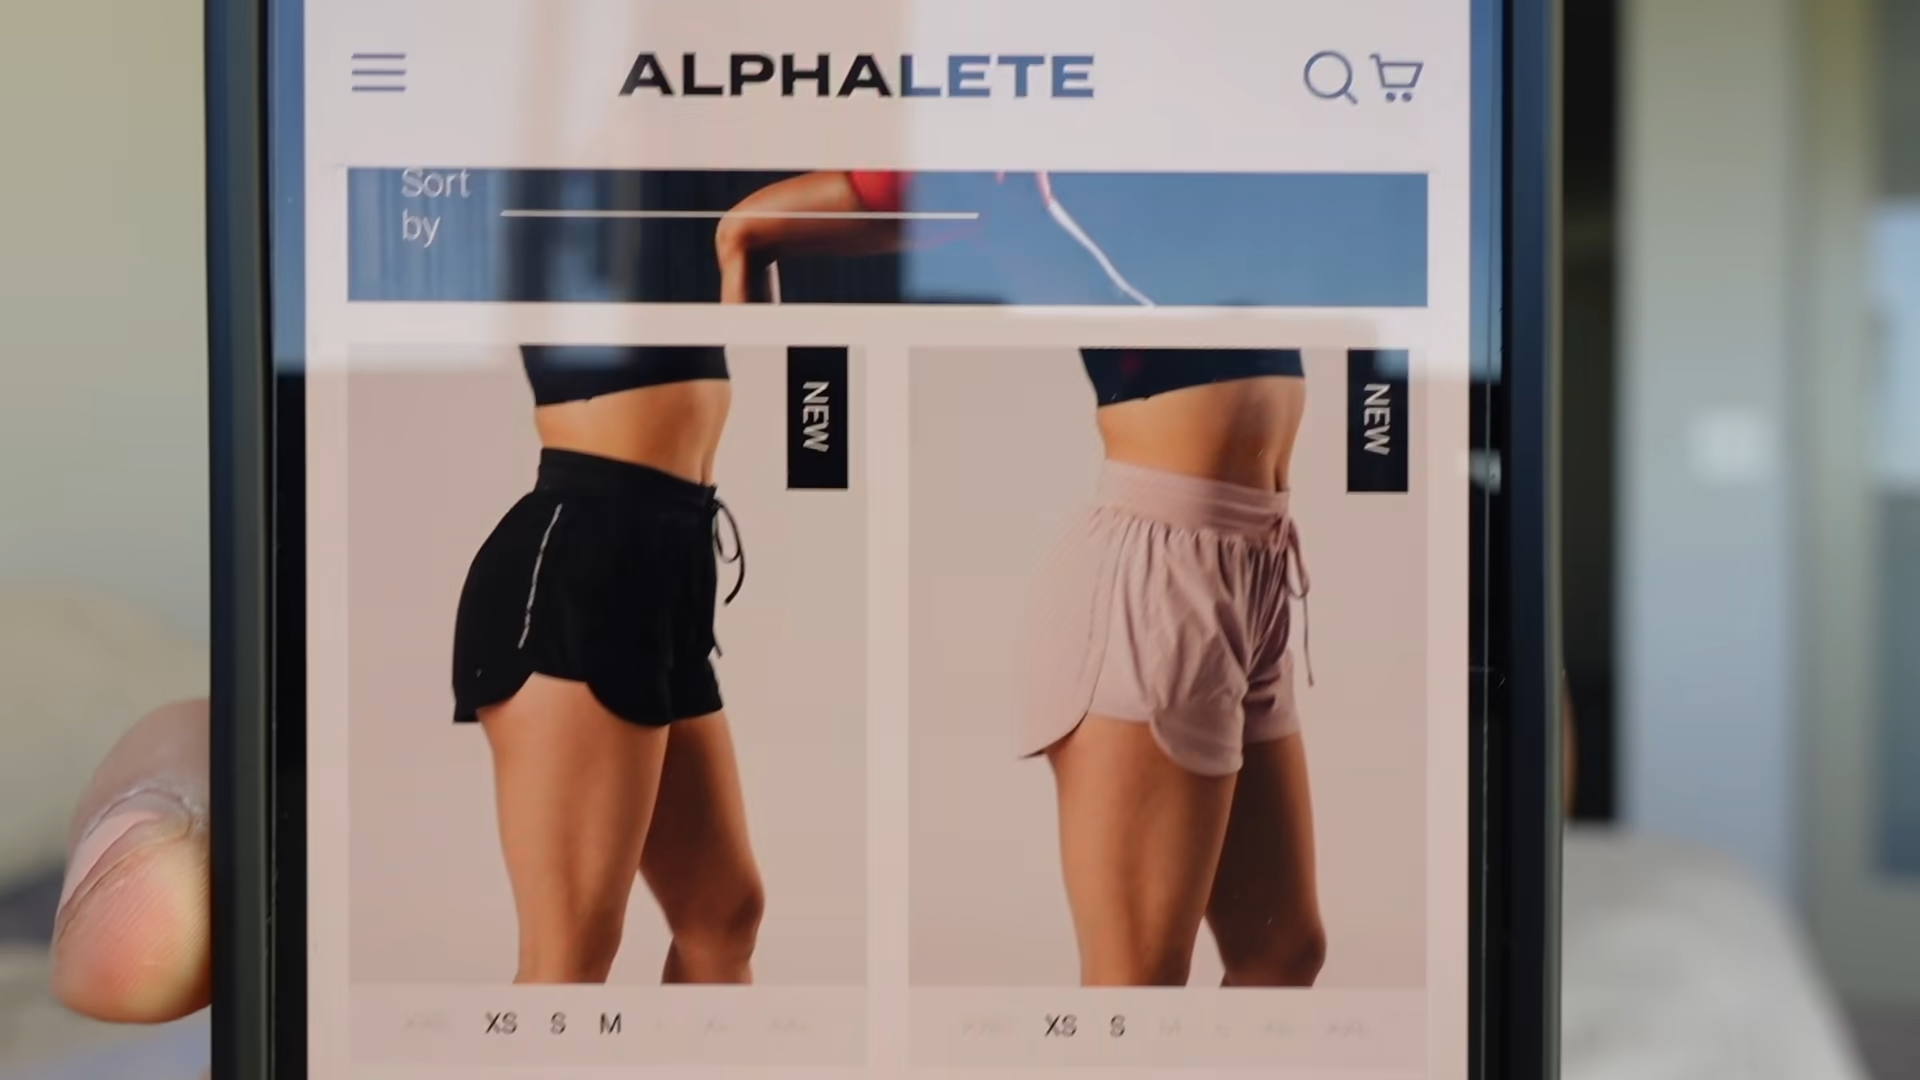 ALPHALETE
Sort
by
NEW
NEW
XS S M
XS S